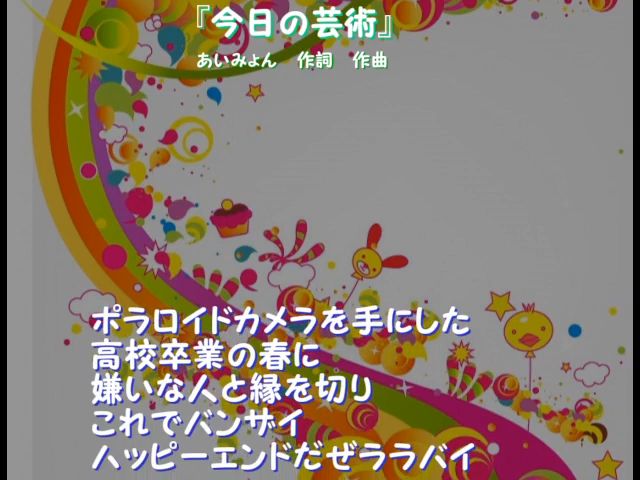 『今日の芸術』
あいみょん 作詞 作曲
ポラロイドカメラを手にした
高校卒業の春に
嫌いな人と縁を切り
これでバンザイ
ハッピーエンドだぜララバイ